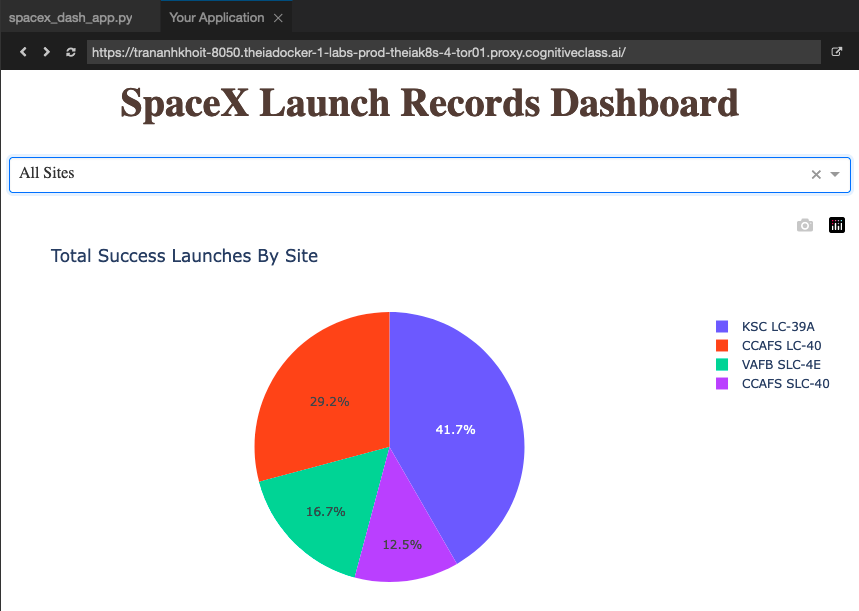 spacex_dash_app.py
Your Application
https://trananhkhoit-8050.theiadocker-1-labs-prod-theiak8s-4-tor01.proxy.cognitiveclass.ai/
SpaceX Launch Records Dashboard
All Sites
Total Success Launches By Site
KSC LC-39A
CCAFS LC-40
VAFB SLC-4E
CCAFS SLC-40
29.2%
41.7%
16.7%
12.5%